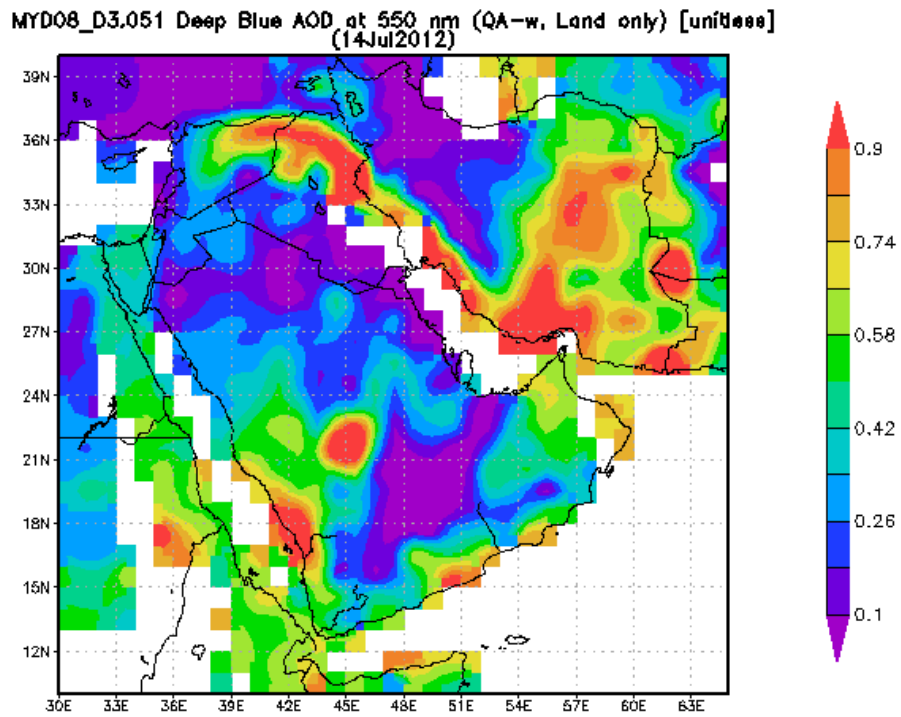 MYD08_D3.051 Deep Blue AOD at 550 nm (QA-w, Land only) [unitless]
(14Jul2012)
39N
36N
33N
30N
27N
24N
21N
18N
15N
12N
30E 33E 36E 39E 42E 45E 48E 51E 54E 57E 60E 63E
0.9
0.74
0.58
0.42
0.26
0.1